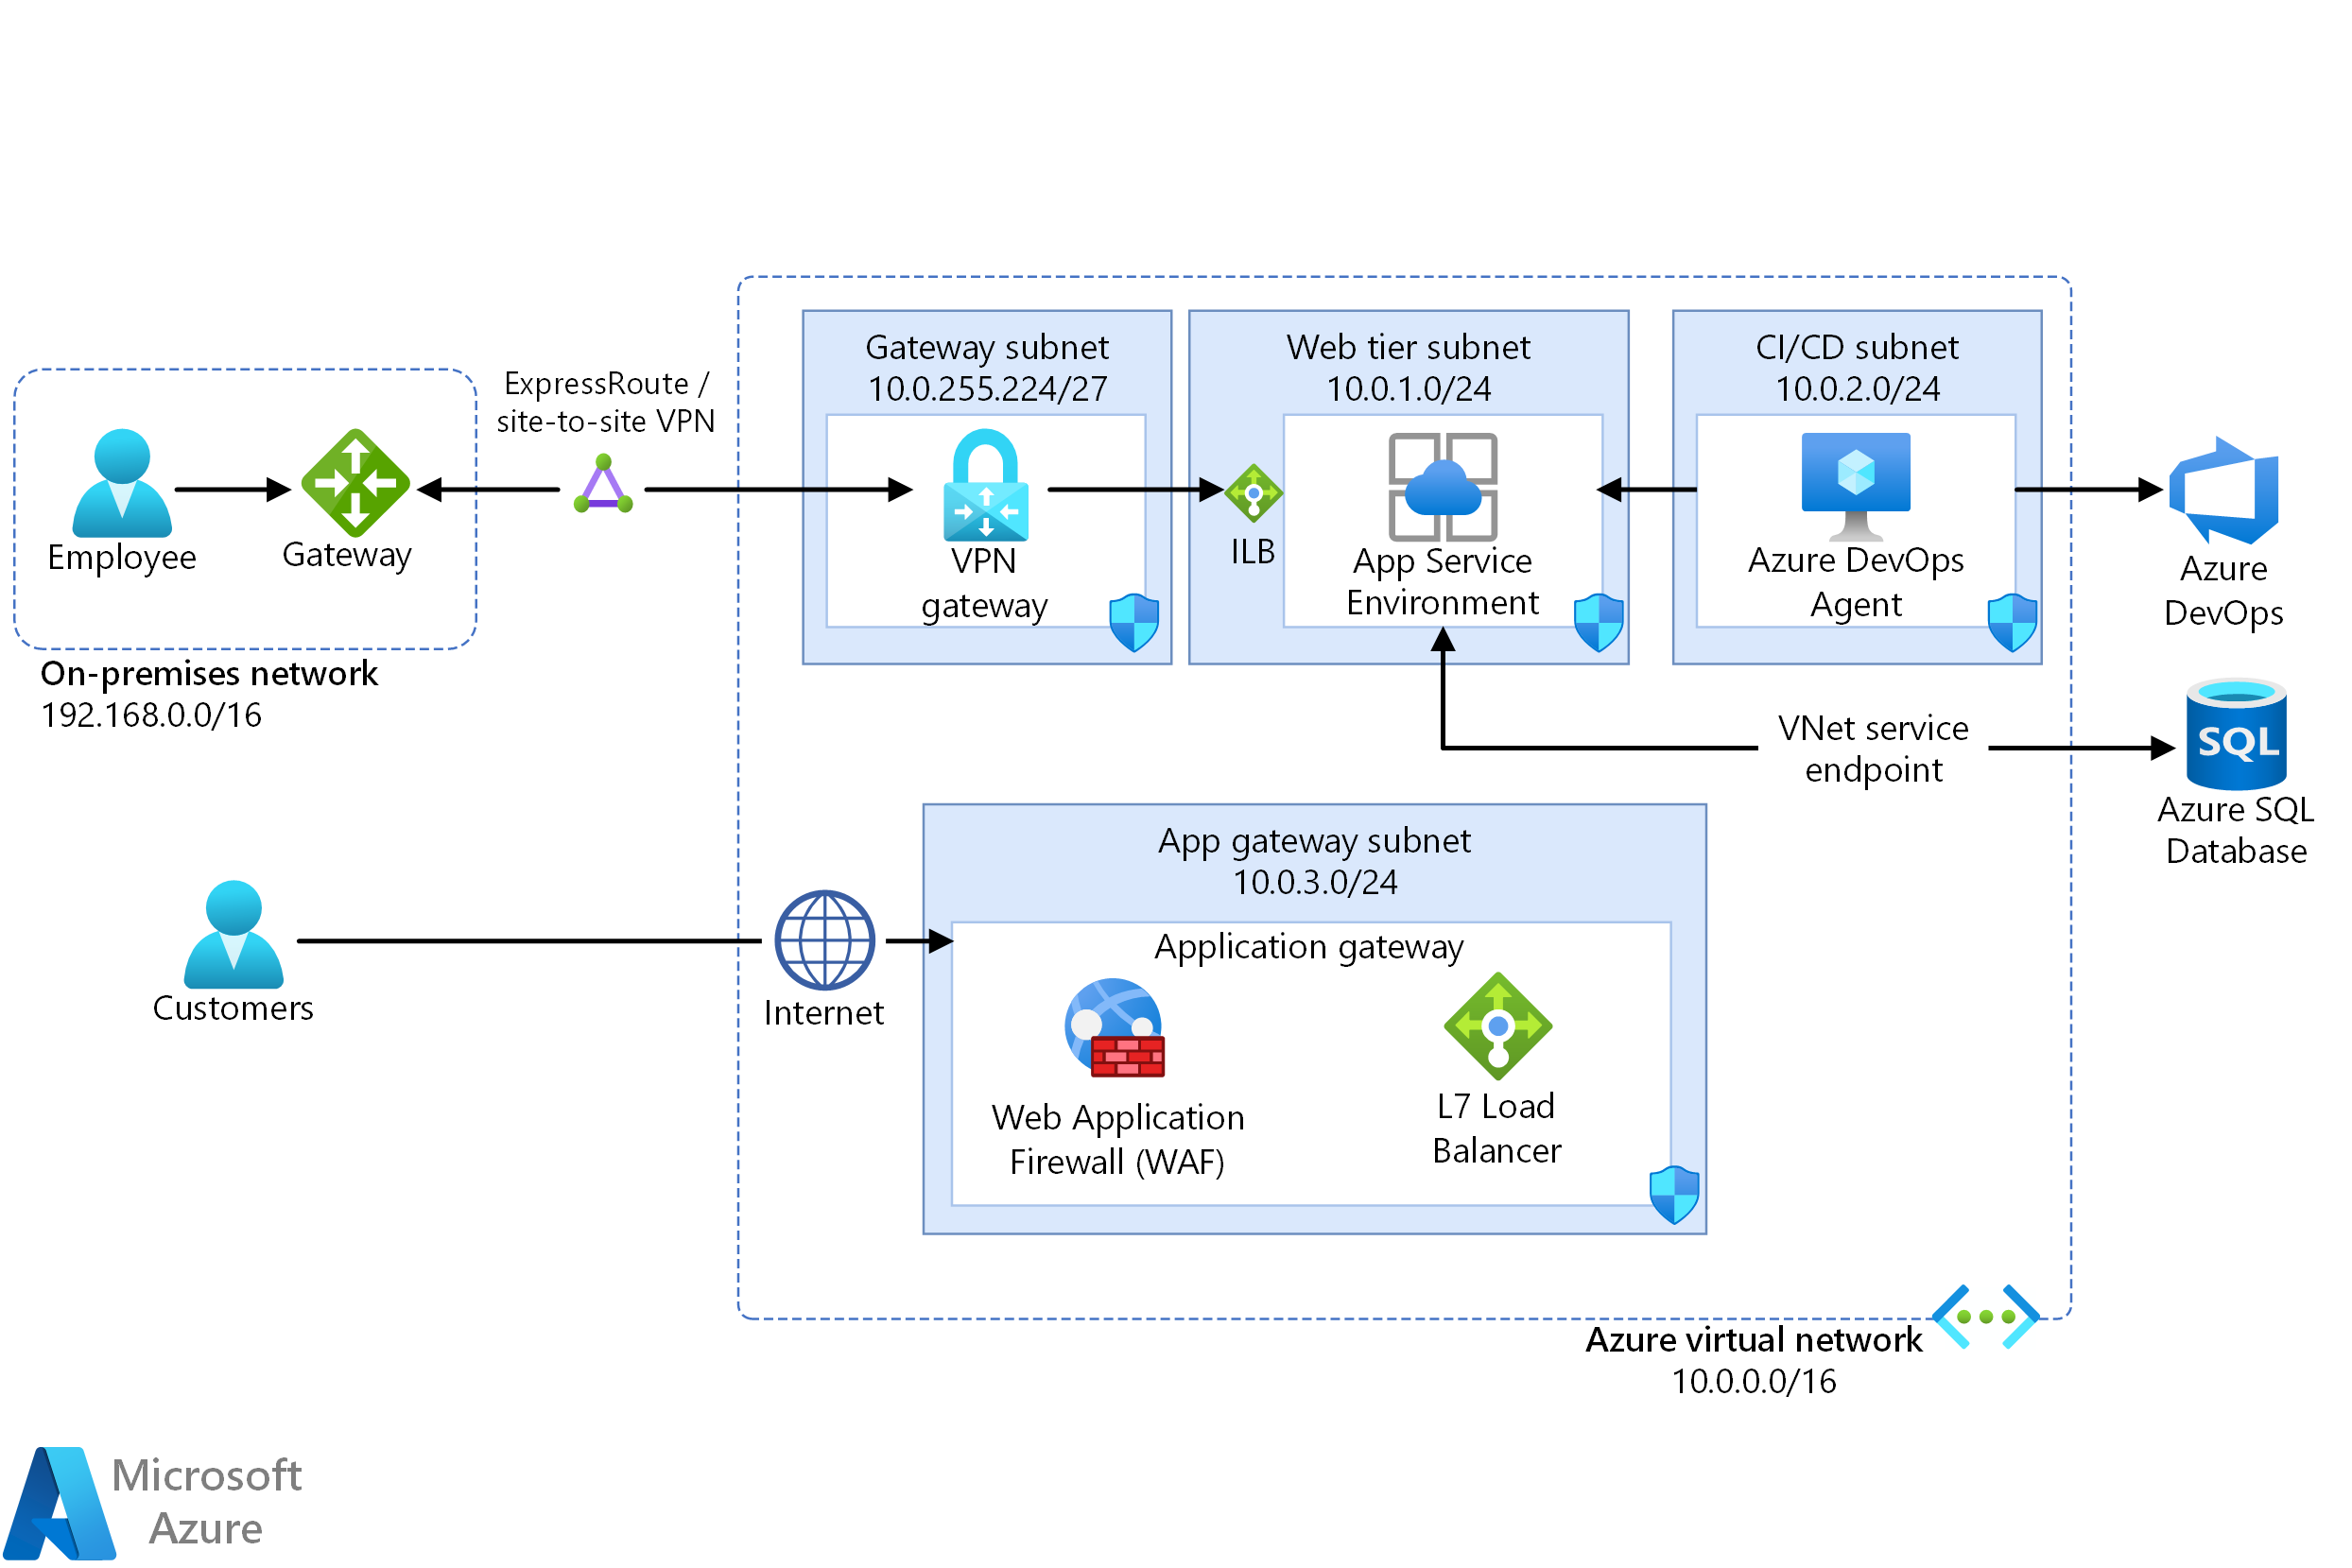 Gateway subnet
10.0.255.224/27
Web tier subnet
10.0.1.0/24
CI/CD subnet
10.0.2.0/24
ExpressRoute /
site-to-site VPN
Employee
Gateway
VPN
gateway
ILB
App Service
Environment
Azure DevOps
Agent
Azure
DevOps
On-premises network
192.168.0.0/16
VNet service
endpoint
SQL
Azure SQL
Database
App gateway subnet
10.0.3.0/24
Application gateway
Customers
Internet
Web Application
Firewall (WAF)
L7 Load
Balancer
Azure virtual network
10.0.0.0/16
Microsoft
Azure